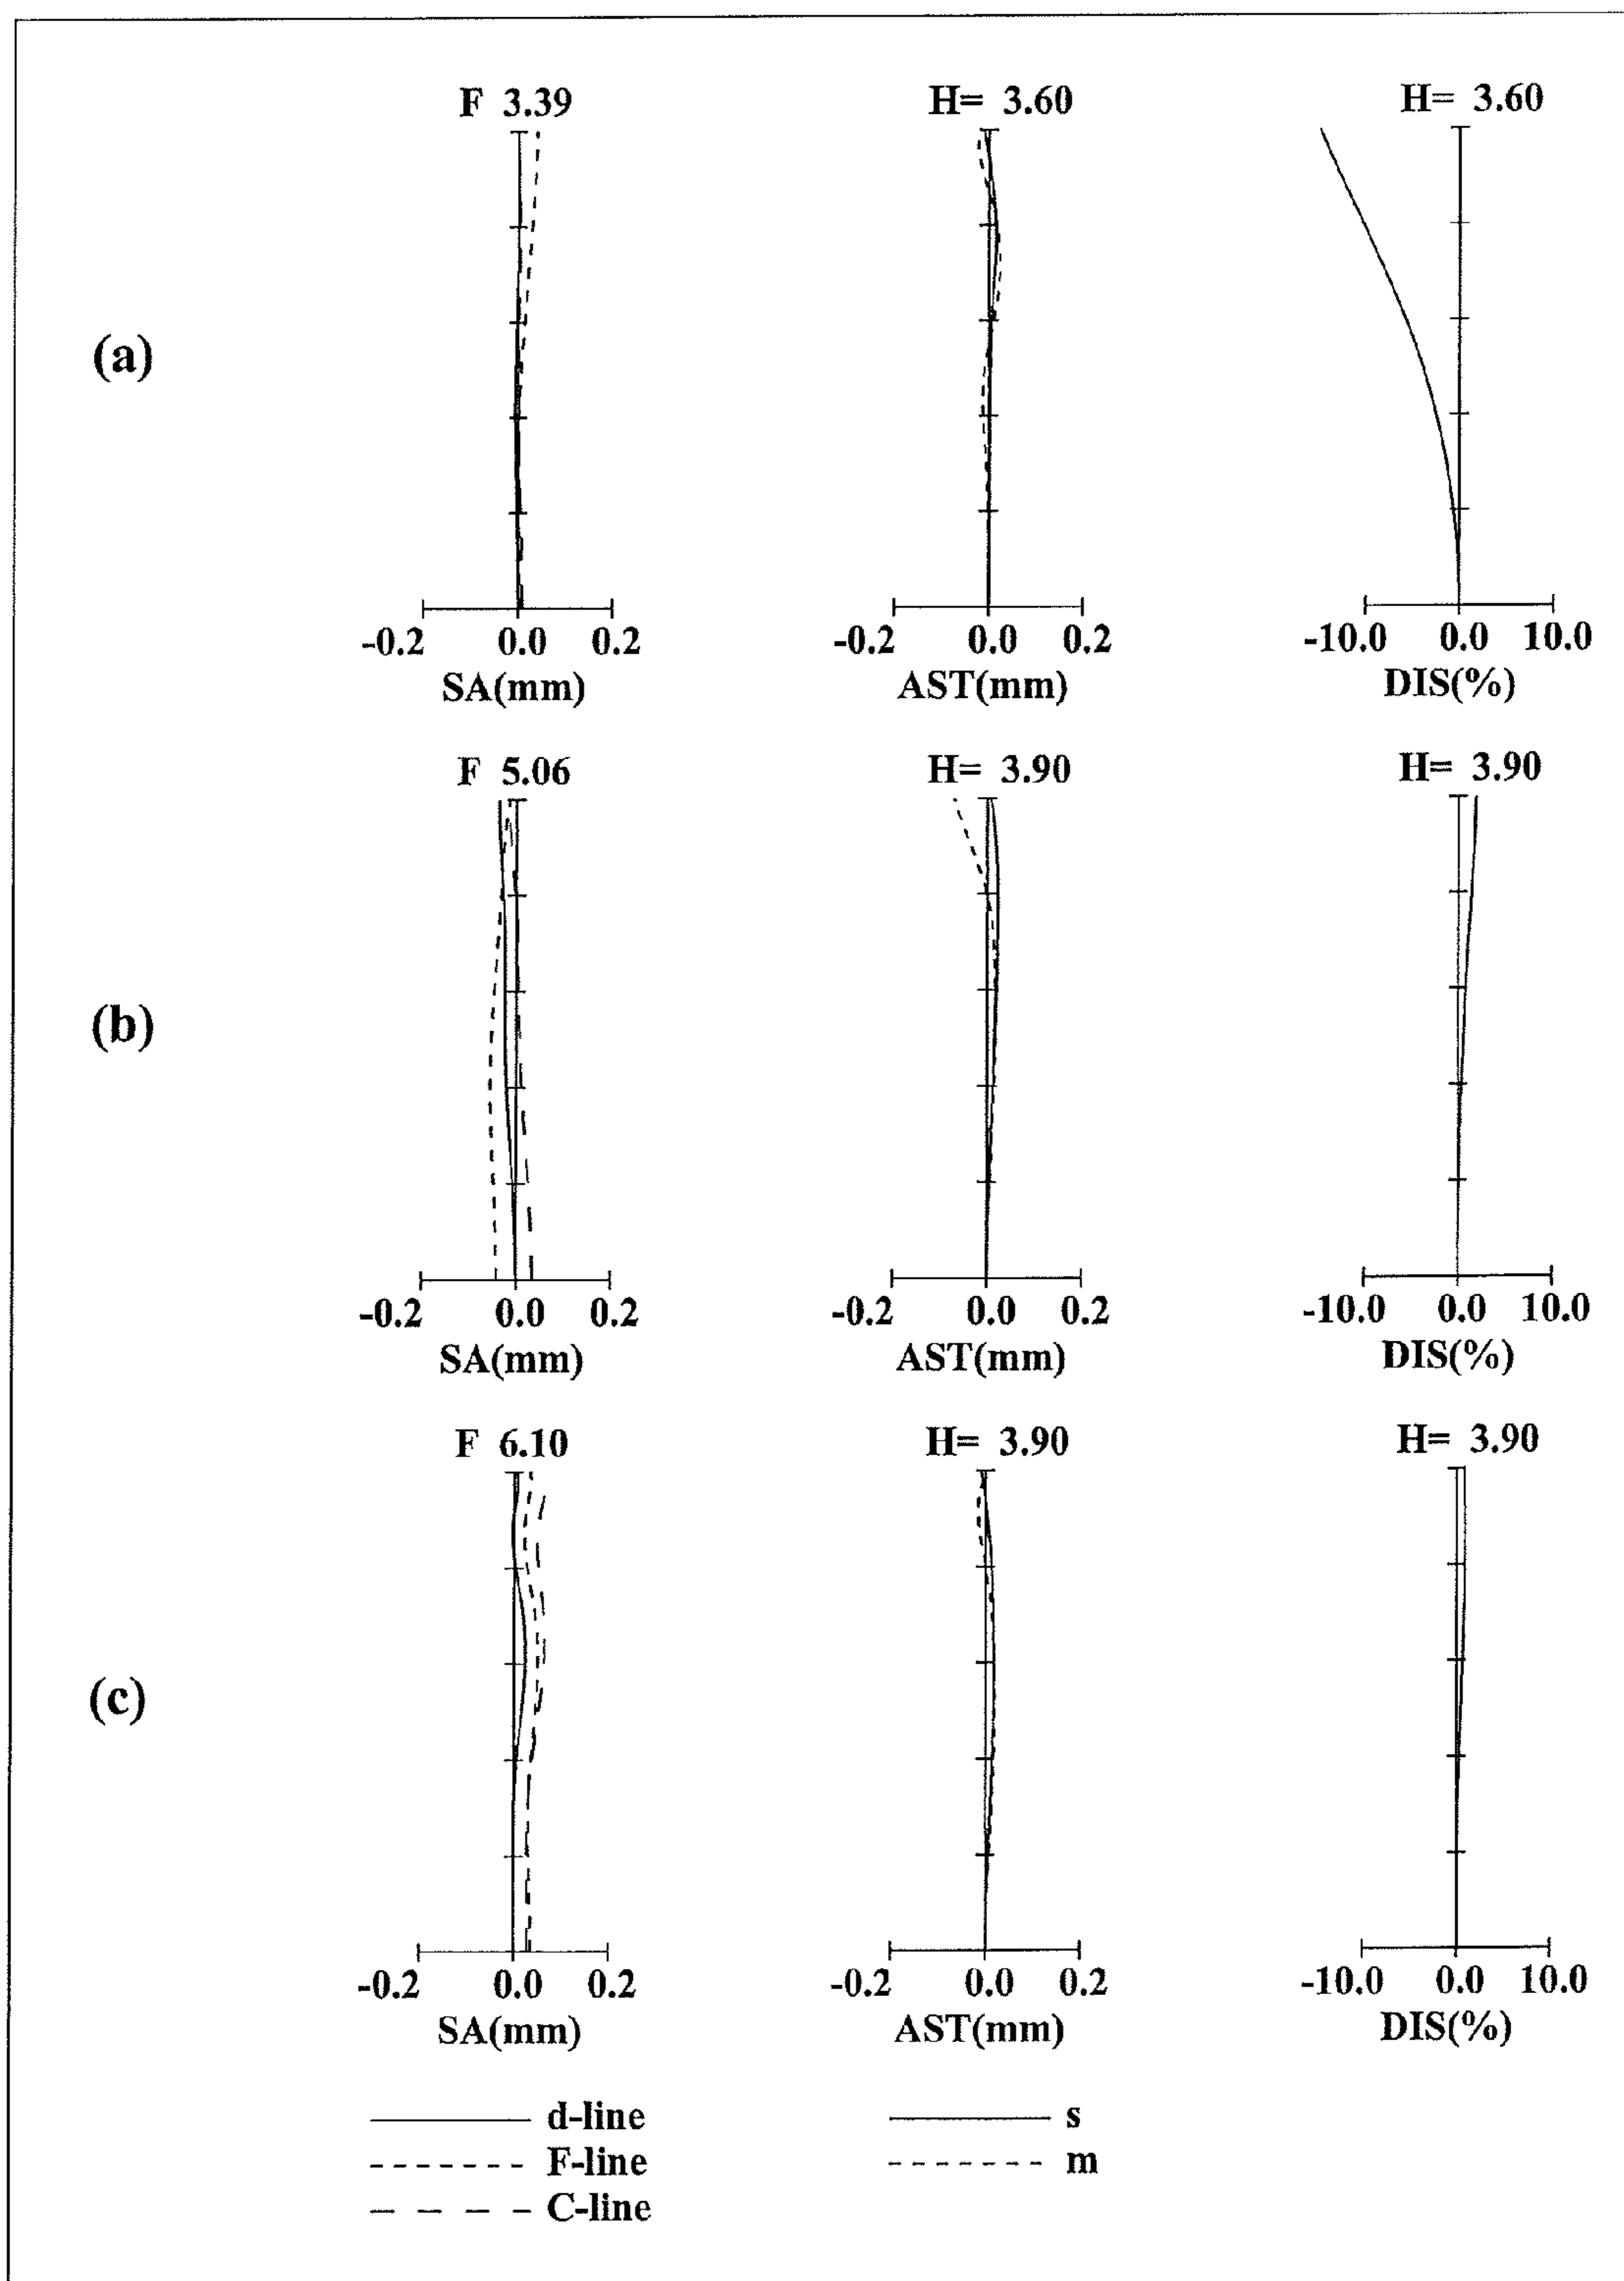 F 3.39 H= 3.60 H= 3.60
(a)
-0.2 0.0 0.2 -0.2 0.0 0.2 -10.0 0.0 10.0
SA(mm) AST(mm) DIS(%)
F 5.06 H= 3.90 H= 3.90
(b)
-0.2 0.0 0.2 -0.2 0.0 0.2 -10.0 0.0 10.0
SA(mm) AST(mm) DIS(%)
F 6.10 H= 3.90 H= 3.90
(c)
-0.2 0.0 0.2 -0.2 0.0 0.2 -10.0 0.0 10.0
SA(mm) AST(mm) DIS(%)
d-line s
F-line m
C-line